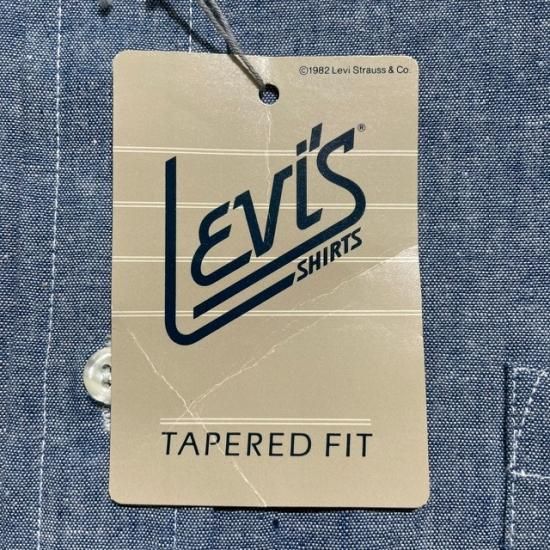 ©1982 Levi Strauss & Co.
LEVI'S®
SHIRTS
TAPERED FIT